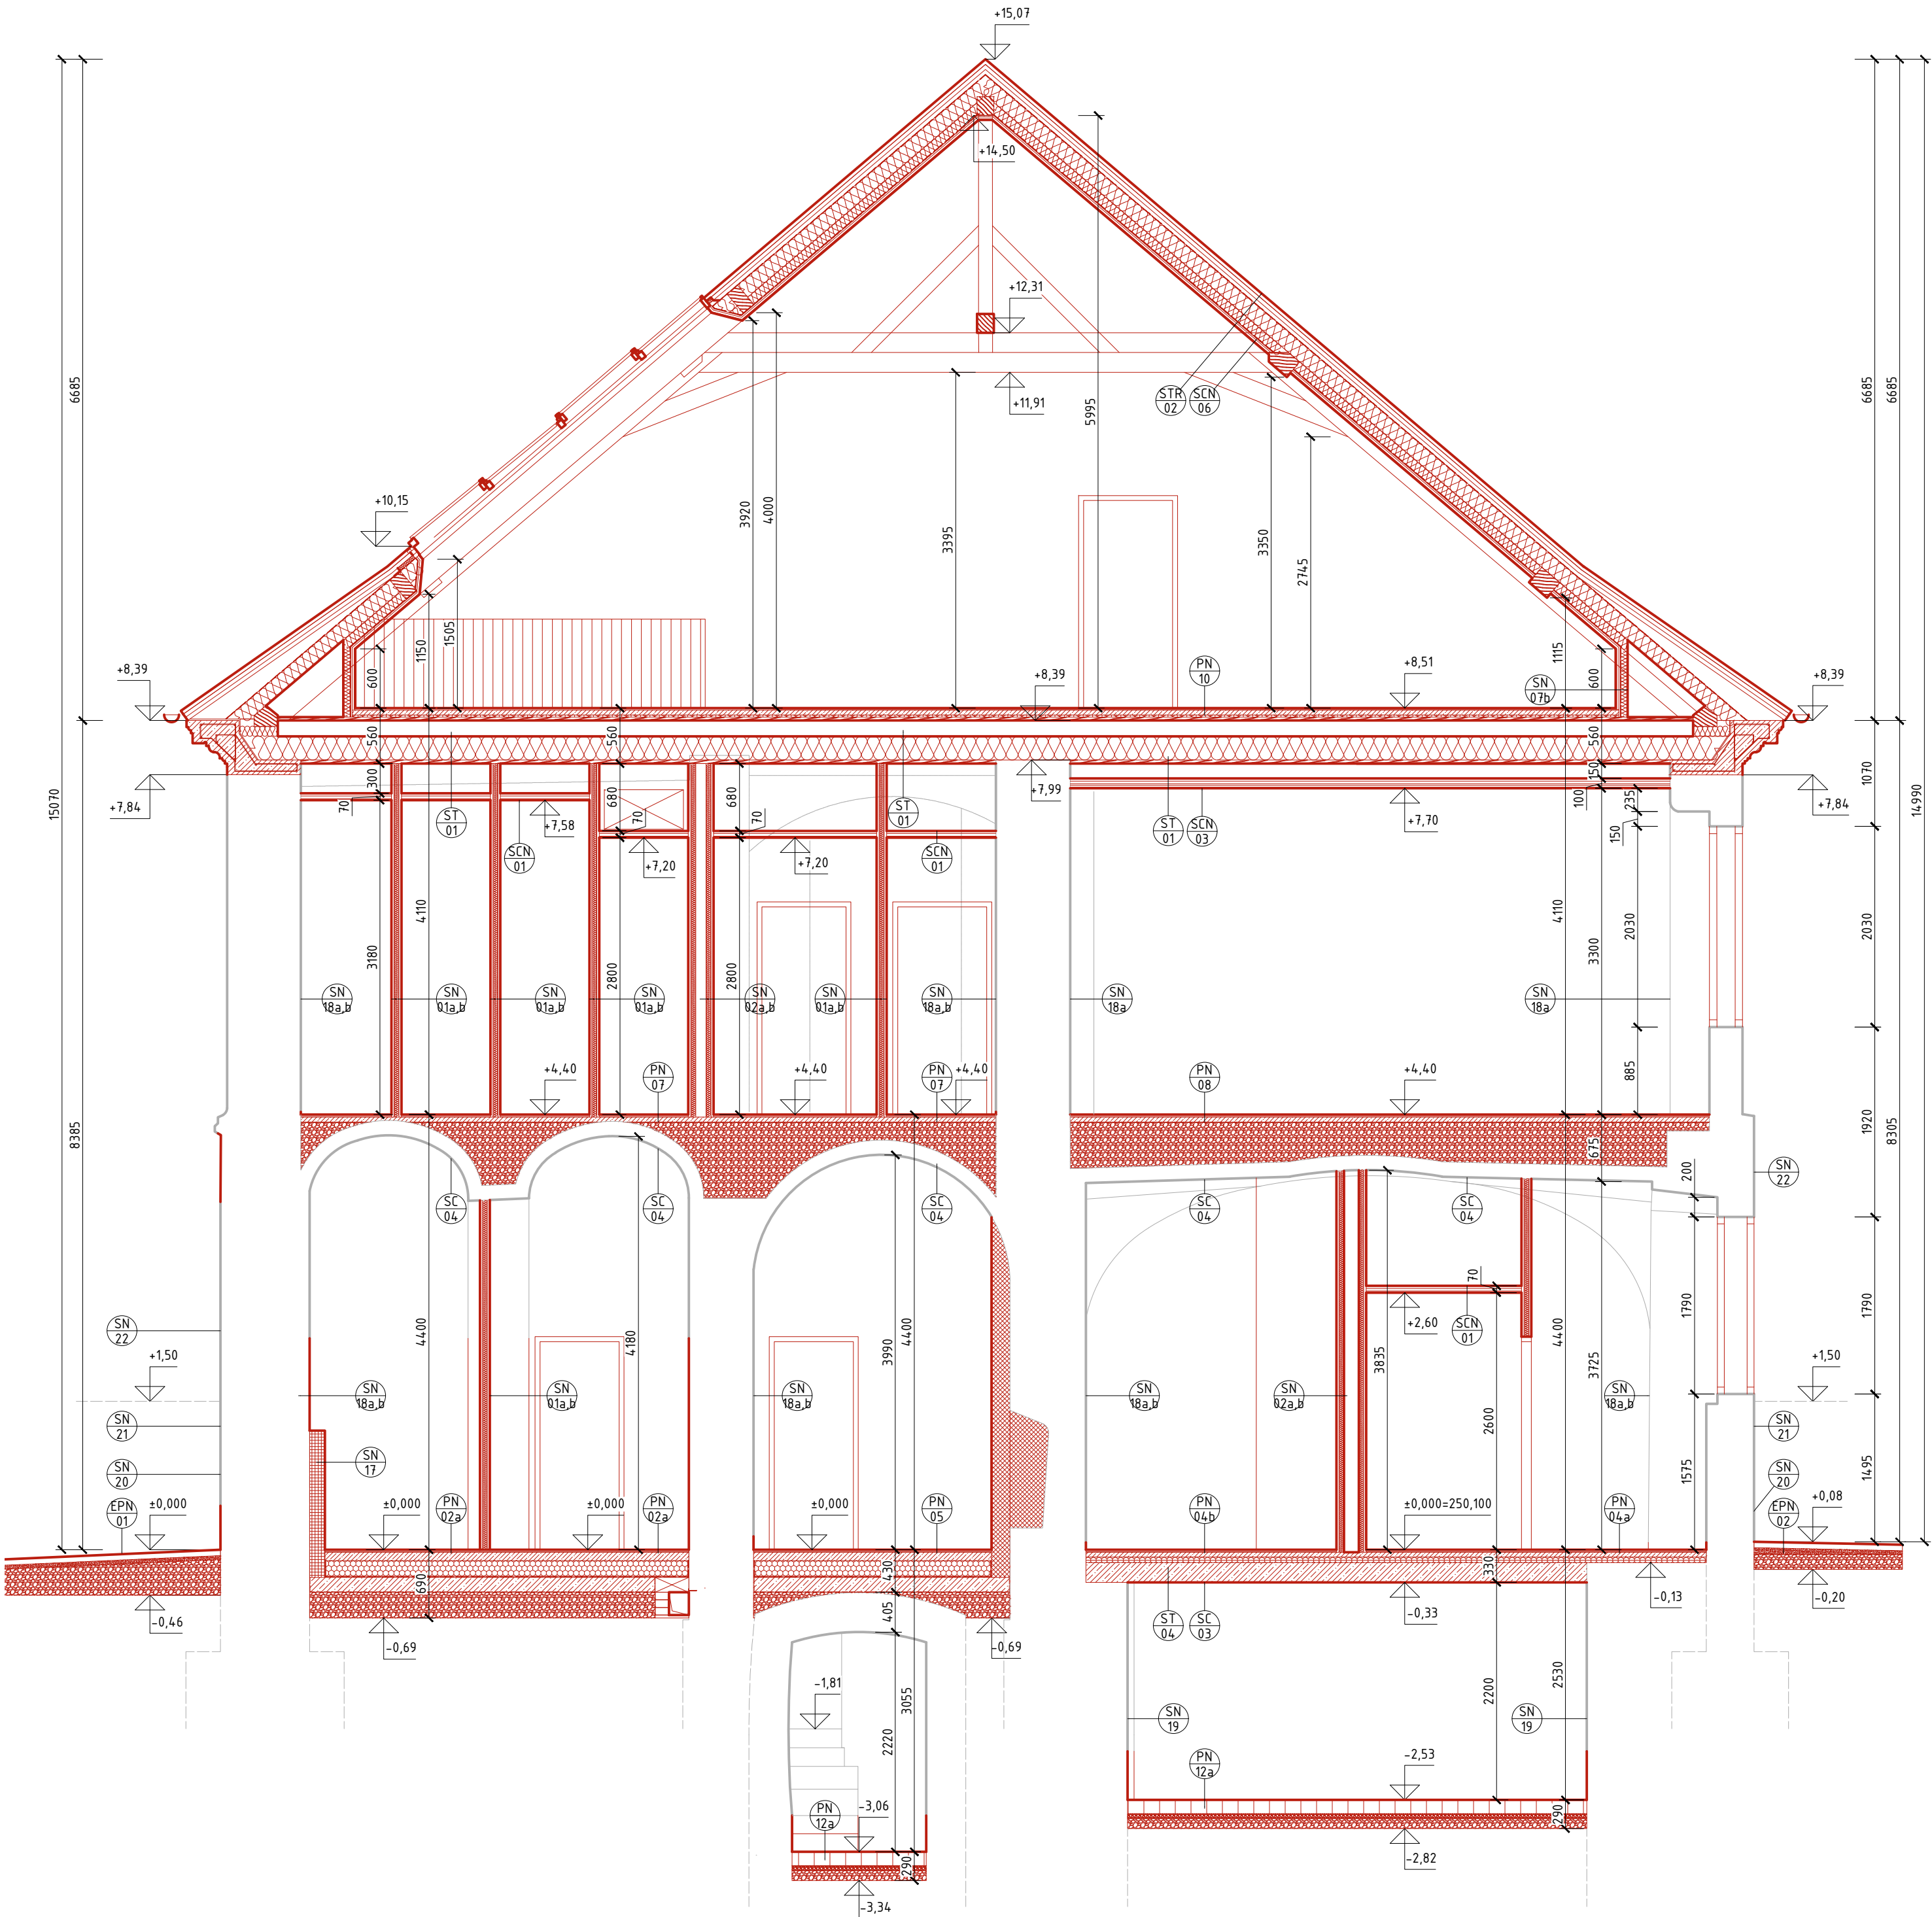 +15,07
+14,50
+12,31
STR
02
SCN
06
+11,91
5995
6685
6685
6685
3920
4000
3395
3350
2745
+10,15
1150
1505
600
1115
600
+8,39
+8,39
PN
10
+8,51
SN
07b
+8,39
560
560
560
300
70
680
70
680
70
150
100
235
150
1070
+7,84
+7,99
+7,84
ST
01
+7,58
ST
01
ST
01
SCN
03
+7,70
SCN
01
+7,20
+7,20
SCN
01
15070
14990
4110
3180
2800
2800
4110
3300
2030
2030
SN
18a,b
SN
01a,b
SN
01a,b
SN
01a,b
SN
02a,b
SN
01a,b
SN
18a,b
SN
18a
SN
18a
885
+4,40
PN
07
+4,40
PN
07
+4,40
PN
08
+4,40
8385
1920
8305
675
200
SN
22
SC
04
SC
04
SC
04
SC
04
SC
04
70
+2,60
SCN
01
SN
22
4400
4180
3990
4400
3835
2600
4400
3725
1790
1790
+1,50
+1,50
SN
18a,b
SN
01a,b
SN
18a,b
SN
18a,b
SN
02a,b
SN
18a,b
SN
21
SN
17
SN
21
SN
20
SN
20
1575
1495
EPN
01
±0,000
±0,000
PN
02a
±0,000
PN
02a
±0,000
PN
05
PN
04b
±0,000=250,100
PN
04a
EPN
02
+0,08
690
430
330
405
-0,46
-0,69
-0,69
ST
04
SC
03
-0,33
-0,13
-0,20
-1,81
2220
3055
2200
2530
SN
19
SN
19
PN
12a
-2,53
290
-2,82
PN
12a
-3,06
290
-3,34